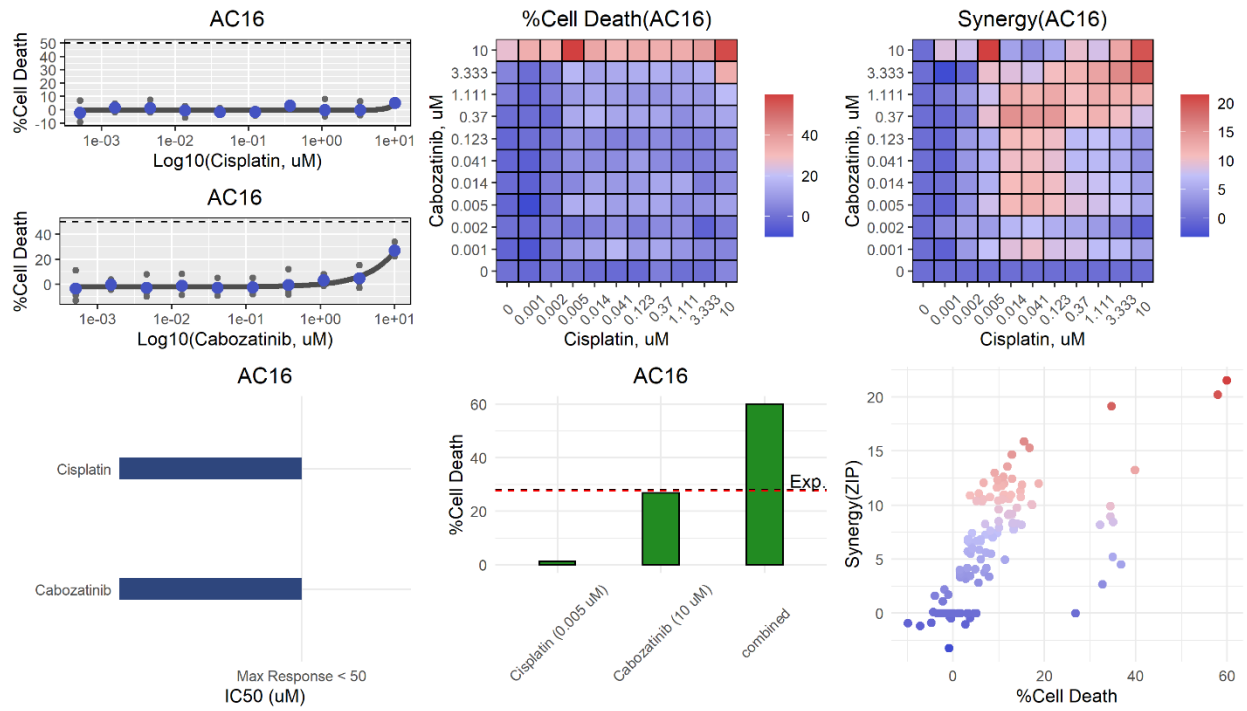 AC16
%Cell Death
50
40
30
20
10
0
-10
1e-03
1e-02
1e-01
1e+00
1e+01
Log10(Cisplatin, uM)
AC16
%Cell Death
40
20
0
1e-03
1e-02
1e-01
1e+00
1e+01
Log10(Cabozatinib, uM)
%Cell Death(AC16)
Cabozatinib, uM
10
3.333
1.111
0.37
0.123
0.041
0.014
0.005
0.002
0.001
0
0
0.001
0.002
0.005
0.014
0.041
0.123
0.37
1.111
3.333
10
Cisplatin, uM
40
20
0
Synergy(AC16)
Cabozatinib, uM
10
3.333
1.111
0.37
0.123
0.041
0.014
0.005
0.002
0.001
0
0
0.001
0.002
0.005
0.014
0.041
0.123
0.37
1.111
3.333
10
Cisplatin, uM
20
15
10
5
0
AC16
Cisplatin
Cabozatinib
Max Response < 50
IC50 (uM)
AC16
%Cell Death
60
40
20
0
Exp.
Cisplatin (0.005 uM)
Cabozatinib (10 uM)
combined
Synergy(ZIP)
20
15
10
5
0
0
20
40
60
%Cell Death